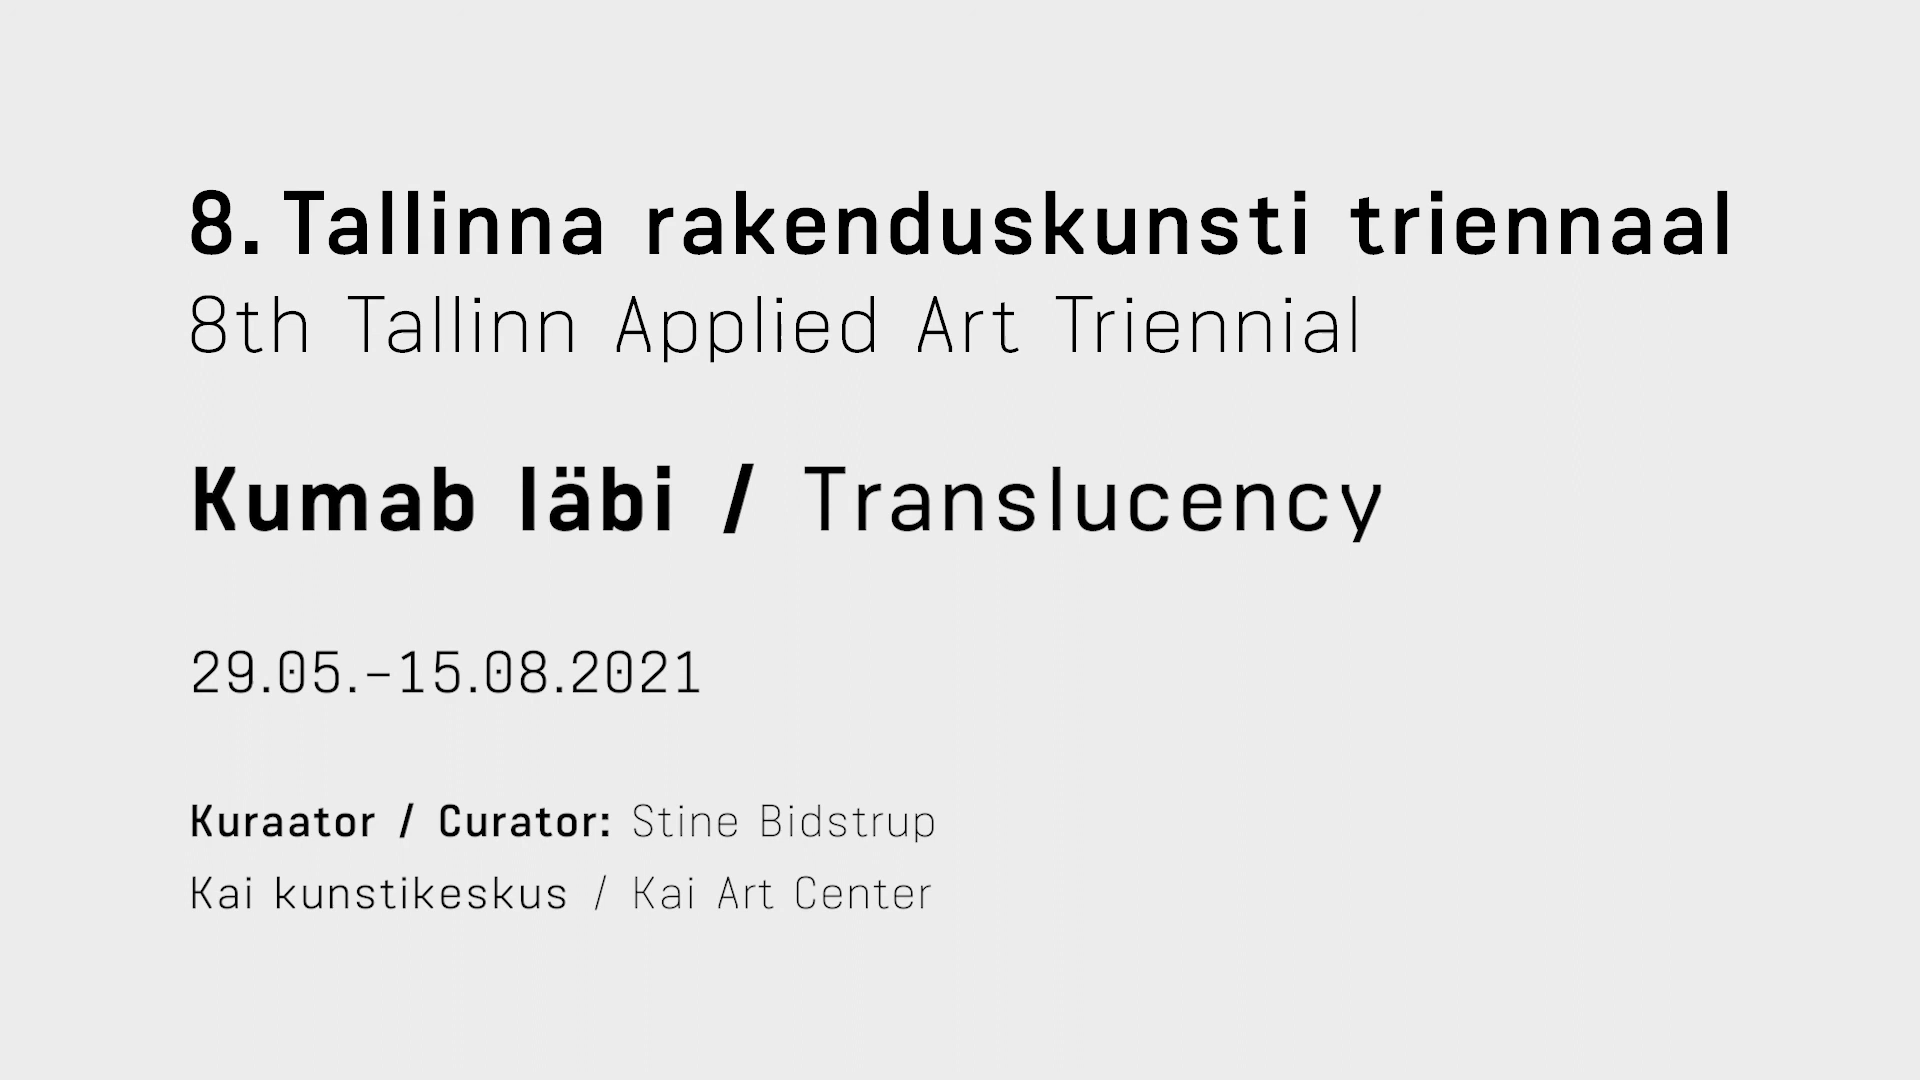 8. Tallinna rakenduskunsti triennaal
8th Tallinn Applied Art Triennial
Kumab läbi / Translucency
29.05.–15.08.2021
Kuraator / Curator: Stine Bidstrup
Kai kunstikeskus / Kai Art Center